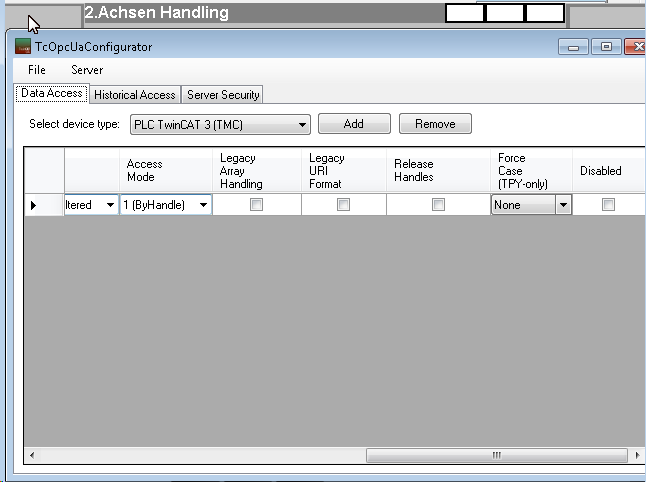 2.Achsen Handling
TcOpcUaConfigurator
File Server
Data Access Historical Access Server Security
Select device type: PLC TwinCAT 3 (TMC) Add Remove
Access Mode Legacy Array Handling Legacy URI Format Release Handles Force Case (TPY-only) Disabled
ltered 1 (ByHandle) None